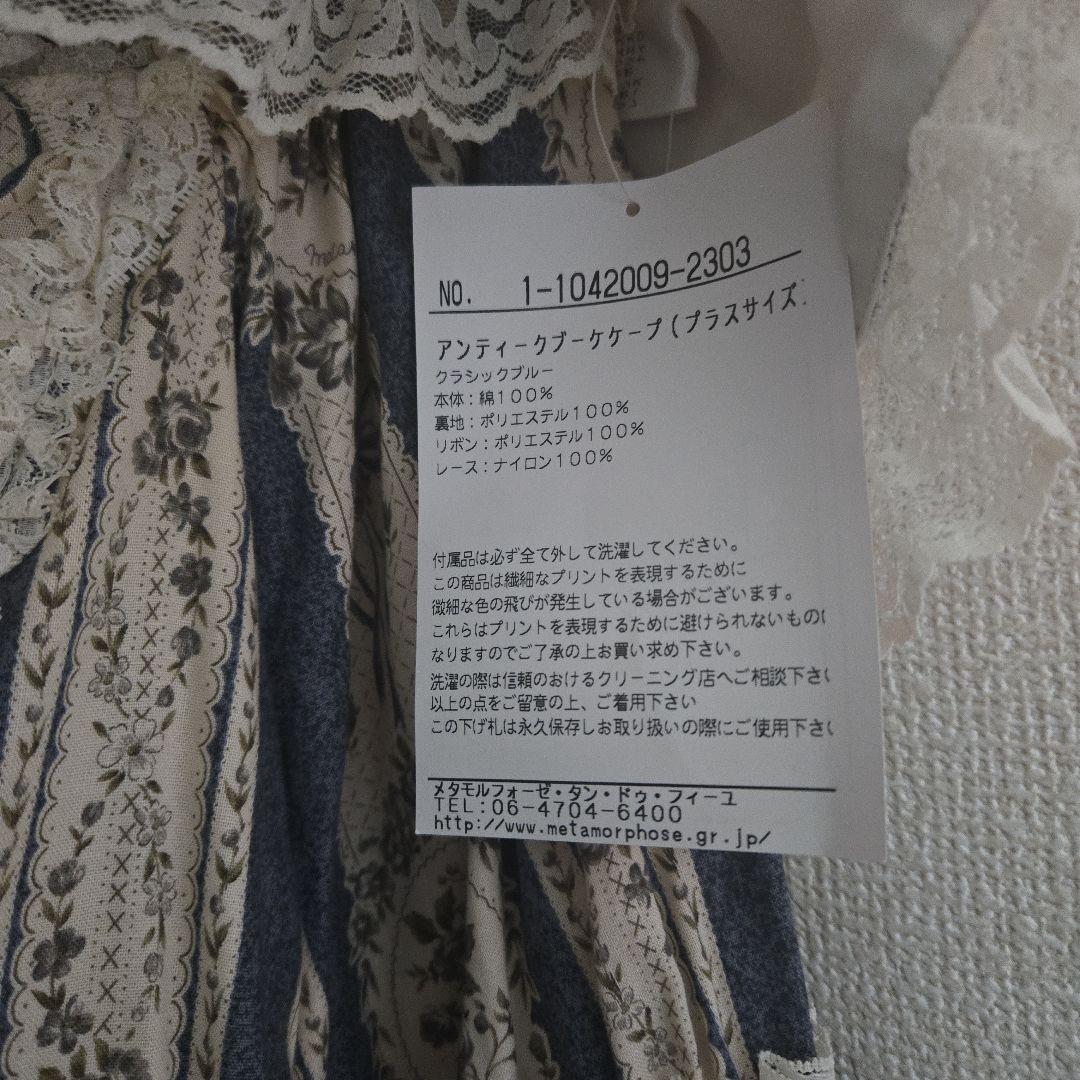 NO. 1-1042009-2303
アンティークブーケケープ(プラスサイズ
クラシックブルー
本体:綿100%
裏地:ポリエステル100%
リボン:ポリエステル100%
レース:ナイロン100%
付属品は必ず全て外して洗濯してください。
この商品は繊細なプリントを表現するために
微細な色の飛びが発生している場合がございます。
これらはプリントを表現するために避けられないもの
なりますのでご了承の上お買い求め下さい。
洗濯の際は信頼のおけるクリーニング店へご相談下さ
以上の点をご留意の上、ご着用下さい
この下げ札は永久保存しお取り扱いの際にご使用下さ
メタモルフォーゼ・タン・ドゥ・フィーユ
TEL:06-4704-6400
http://www.metamorphose.gr.jp/